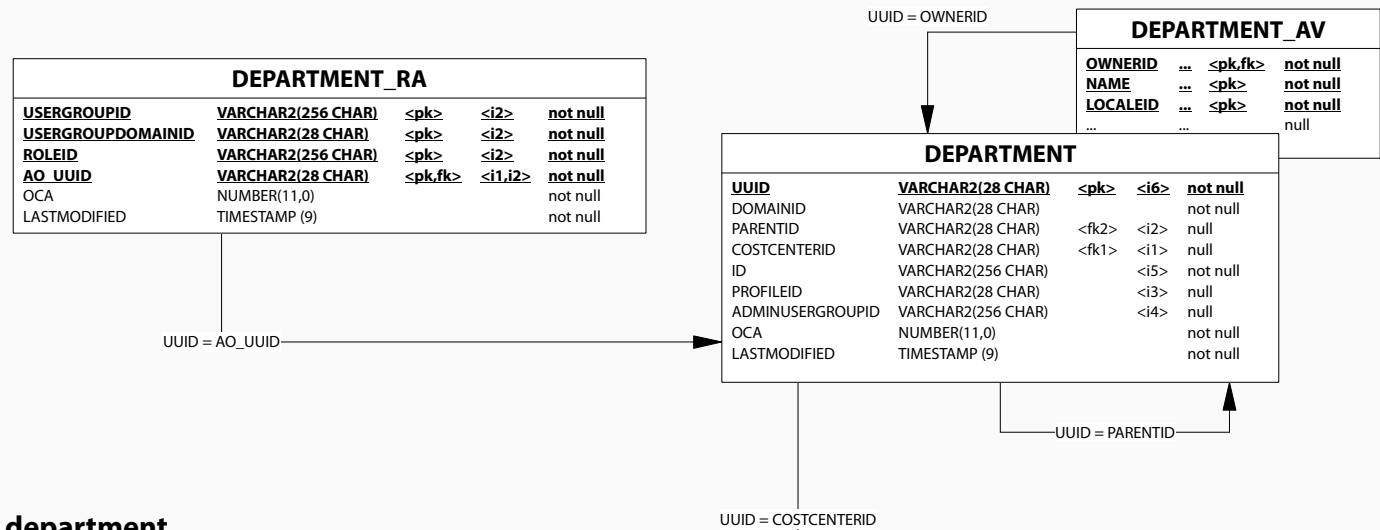 UUID = OWNERID
DEPARTMENT_AV
OWNERID ... <pk,fk> not null
NAME ... <pk> not null
LOCALEID ... <pk> not null
... ... null
DEPARTMENT_RA
USERGROUPID VARCHAR2(256 CHAR) <pk> <i2> not null
USERGROUPDOMAINID VARCHAR2(28 CHAR) <pk> <i2> not null
ROLEID VARCHAR2(256 CHAR) <pk> <i2> not null
AO_UUID VARCHAR2(28 CHAR) <pk,fk> <i1,i2> not null
OCA NUMBER(11,0) not null
LASTMODIFIED TIMESTAMP (9) not null
DEPARTMENT
UUID VARCHAR2(28 CHAR) <pk> <i6> not null
DOMAINID VARCHAR2(28 CHAR) not null
PARENTID VARCHAR2(28 CHAR) <fk2> <i2> null
COSTCENTERID VARCHAR2(28 CHAR) <fk1> <i1> null
ID VARCHAR2(256 CHAR) <i5> not null
PROFILEID VARCHAR2(28 CHAR) <i3> null
ADMINUSERGROUPID VARCHAR2(256 CHAR) <i4> null
OCA NUMBER(11,0) not null
LASTMODIFIED TIMESTAMP (9) not null
UUID = AO_UUID
UUID = PARENTID
UUID = COSTCENTERID
department